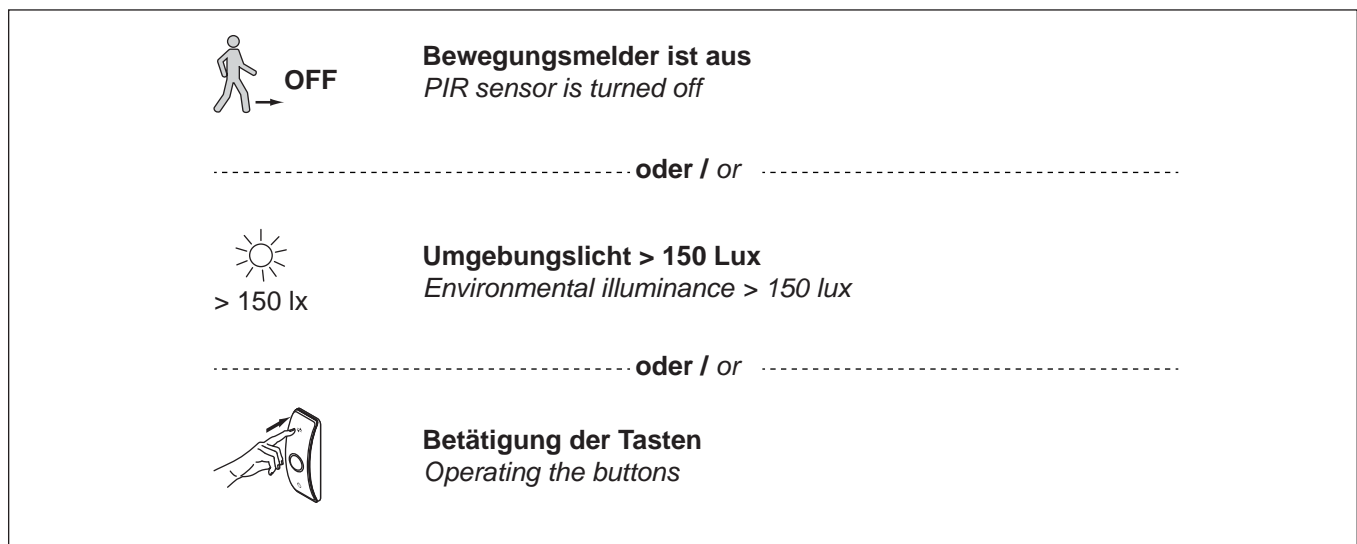 OFF
Bewegungsmelder ist aus
PIR sensor is turned off
oder / or
> 150 lx
Umgebungslicht > 150 Lux
Environmental illuminance > 150 lux
oder / or
Betätigung der Tasten
Operating the buttons